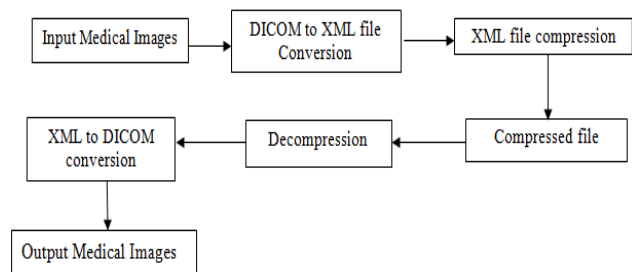 Input Medical Images
DICOM to XML file
Conversion
XML file compression
Compressed file
Decompression
XML to DICOM
conversion
Output Medical Images